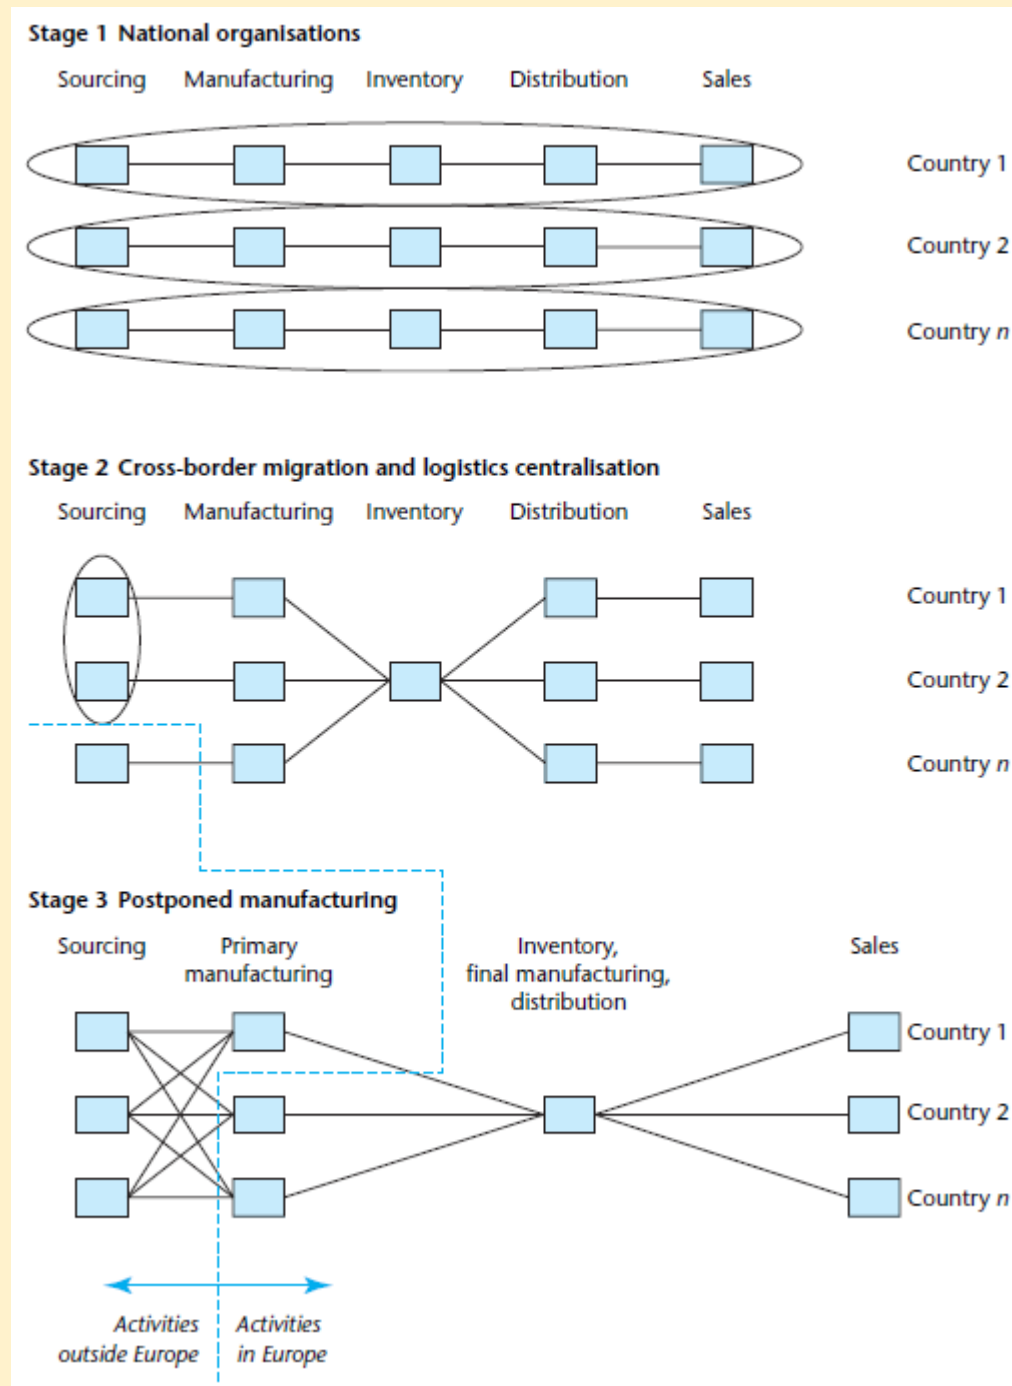 Stage 1 National organisations
Sourcing Manufacturing Inventory Distribution Sales
Country 1
Country 2
Country n
Stage 2 Cross-border migration and logistics centralisation
Sourcing Manufacturing Inventory Distribution Sales
Country 1
Country 2
Country n
Stage 3 Postponed manufacturing
Sourcing Primary manufacturing Inventory, final manufacturing, distribution Sales
Country 1
Country 2
Country n
Activities outside Europe
Activities in Europe